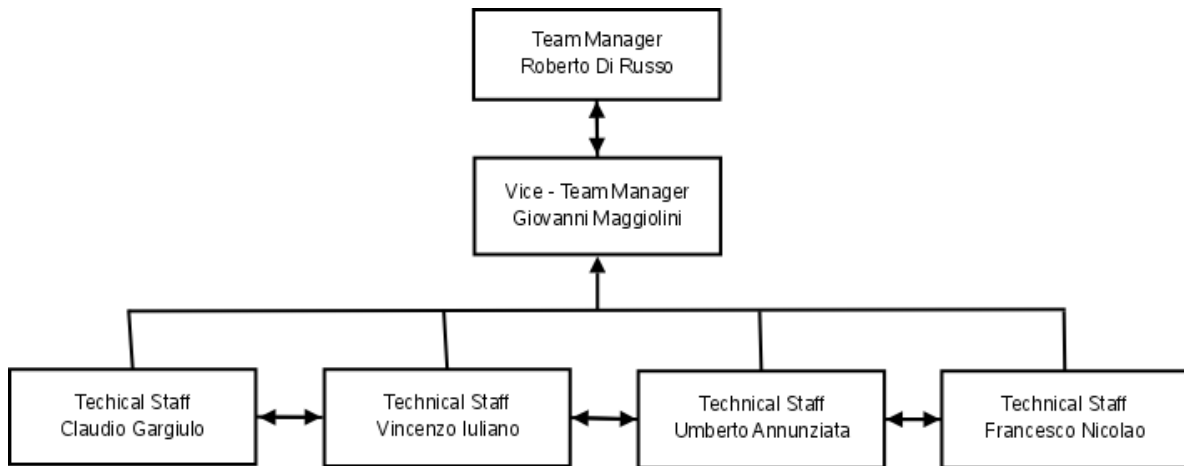 Team Manager
Roberto Di Russo
Vice - Team Manager
Giovanni Maggiolini
Techical Staff
Claudio Gargiulo
Technical Staff
Vincenzo Iuliano
Technical Staff
Umberto Annunziata
Technical Staff
Francesco Nicolao